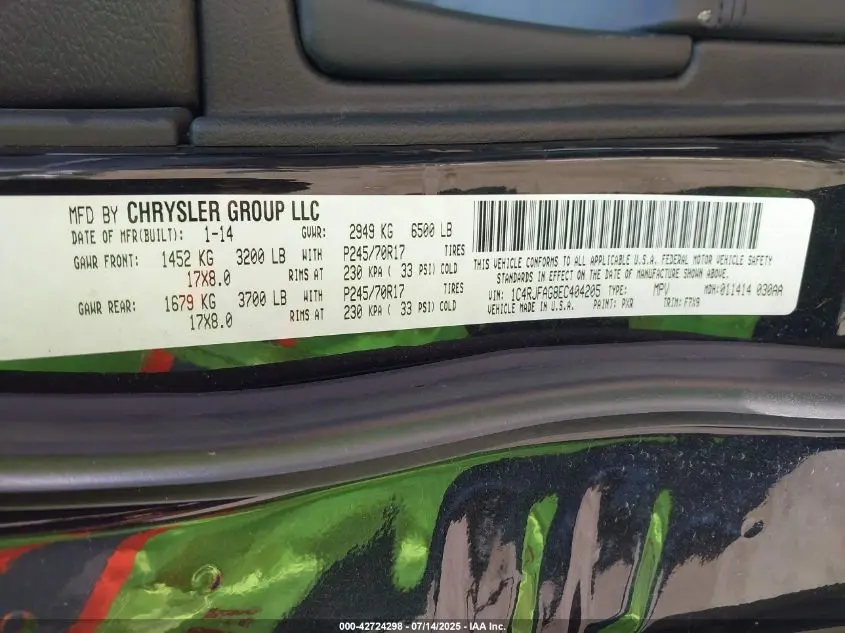 MFD BY CHRYSLER GROUP LLC
DATE OF MFR(BUILT): 1-14 GVWR: 2949 KG 6500 LB
GAWR FRONT: 1452 KG 3200 LB WITH P245/70R17 TIRES
17X8.0 RIMS AT 230 KPA ( 33 PSI) COLD
GAWR REAR: 1679 KG 3700 LB WITH P245/70R17 TIRES
17X8.0 RIMS AT 230 KPA ( 33 PSI) COLD
THIS VEHICLE CONFORMS TO ALL APPLICABLE U.S.A. FEDERAL MOTOR VEHICLE SAFETY
STANDARDS IN EFFECT ON THE DATE OF MANUFACTURE SHOWN ABOVE.
VIN: 1C4RJFAG8EC404205 TYPE: MPV MDH: 011414 030AA
VEHICLE MADE IN U.S.A. PAINT: PXR TRIM: F7X9
000-42724298 - 07/14/2025 - IAA Inc.